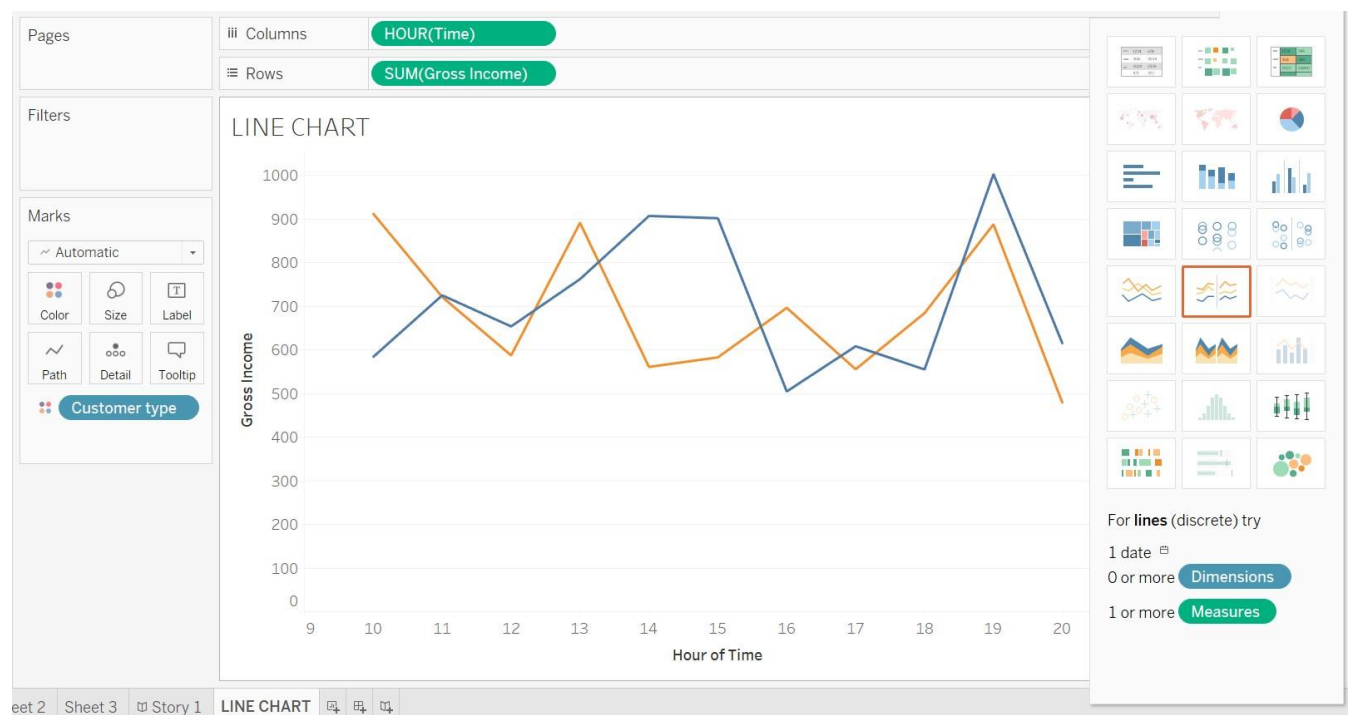 Pages
iii Columns
HOUR(Time)
Rows
SUM(Gross Income)
Filters
Marks
Automatic
Color
Size
Label
Path
Detail
Tooltip
Customer type
LINE CHART
1000
900
800
700
600
500
400
300
200
100
0
Gross Income
9 10 11 12 13 14 15 16 17 18 19 20
Hour of Time
For lines (discrete) try
1 date
0 or more Dimensions
1 or more Measures
eet 2 Sheet 3 Story 1 LINE CHART